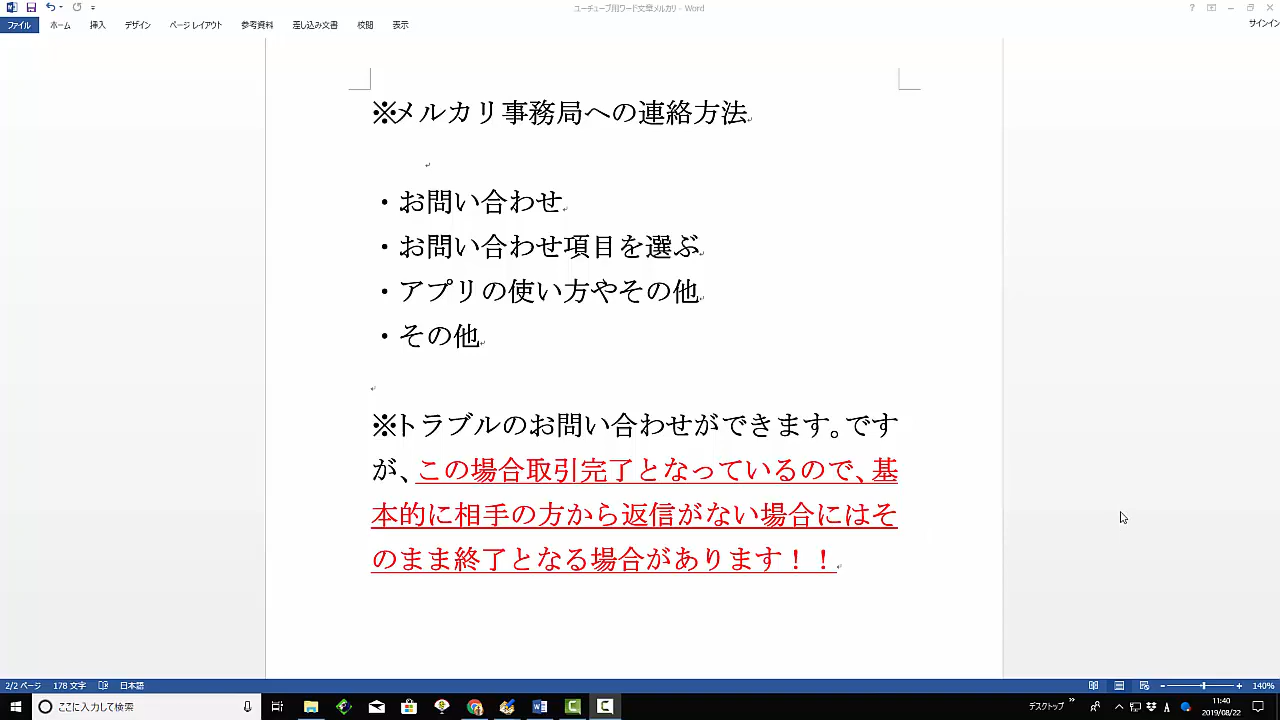 ユーチューブ用ワード文章メルカリ - Word
ファイル ホーム 挿入 デザイン ページ レイアウト 参考資料 差し込み文書 校閲 表示 サインイン
※メルカリ事務局への連絡方法
・お問い合わせ
・お問い合わせ項目を選ぶ
・アプリの使い方やその他
・その他
※トラブルのお問い合わせができます。です
が、この場合取引完了となっているので、基
本的に相手の方から返信がない場合にはそ
のまま終了となる場合があります！！
2/2 ページ 178 文字 日本語 140%
ここに入力して検索 デスクトップ A 11:40
2019/08/22